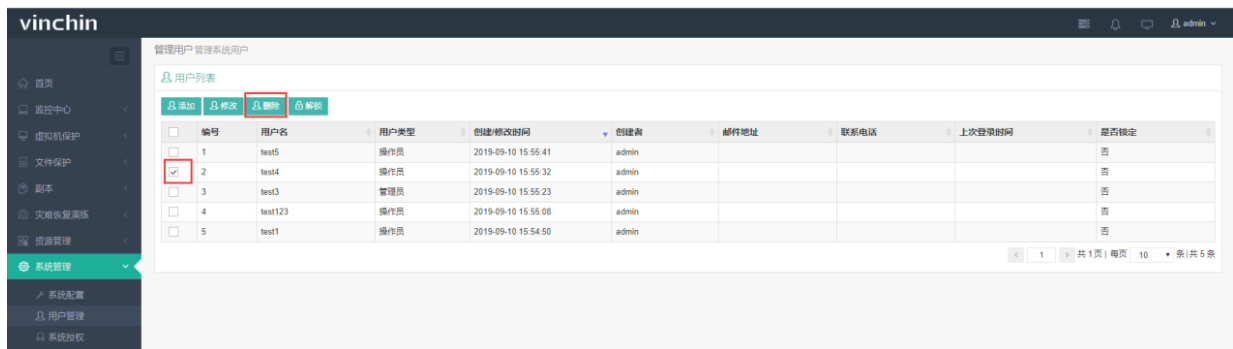 vinchin
admin
管理用户 管理系统用户
首页
监控中心
虚拟机保护
文件保护
副本
灾难恢复演练
资源管理
系统管理
系统配置
用户管理
系统授权
用户列表
添加 修改 删除 解锁
编号 用户名 用户类型 创建/修改时间 创建者 邮件地址 联系电话 上次登录时间 是否锁定
1 test5 操作员 2019-09-10 15:55:41 admin 否
2 test4 操作员 2019-09-10 15:55:32 admin 否
3 test3 管理员 2019-09-10 15:55:23 admin 否
4 test123 操作员 2019-09-10 15:55:08 admin 否
5 test1 操作员 2019-09-10 15:54:50 admin 否
< 1 > 共1页 | 每页 10 条|共5条